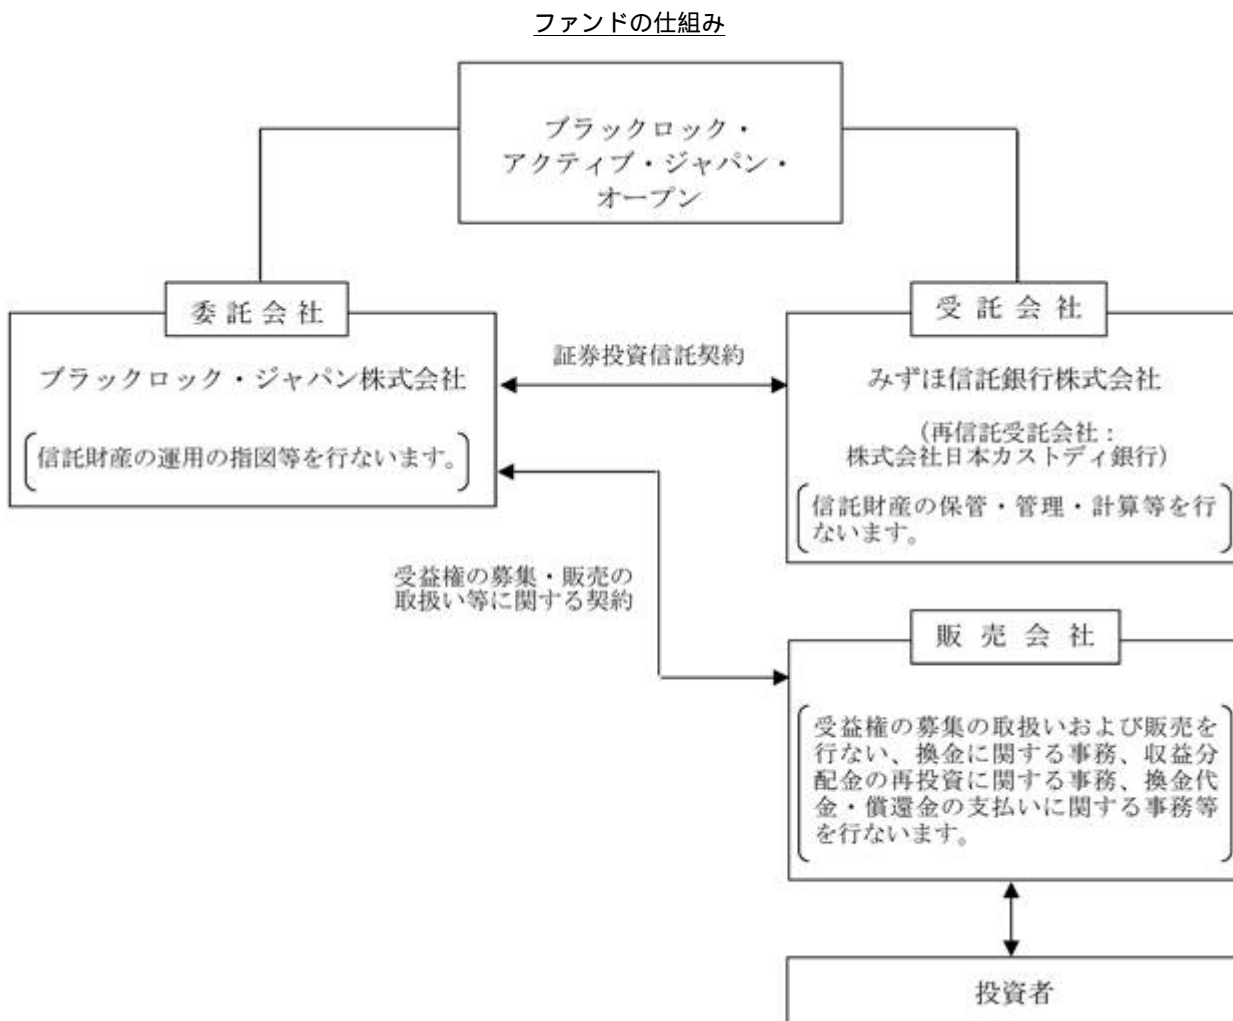 ファンドの仕組み
ブラックロック・
アクティブ・ジャパン・
オープン
委託会社
ブラックロック・ジャパン株式会社
信託財産の運用の指図等を行ないます。
証券投資信託契約
受託会社
みずほ信託銀行株式会社
(再信託受託会社：
株式会社日本カストディ銀行)
信託財産の保管・管理・計算等を行
ないます。
受益権の募集・販売の
取扱い等に関する契約
販売会社
受益権の募集の取扱いおよび販売を
行ない、換金に関する事務、収益分
配金の再投資に関する事務、換金代
金・償還金の支払いに関する事務等
を行ないます。
投資者